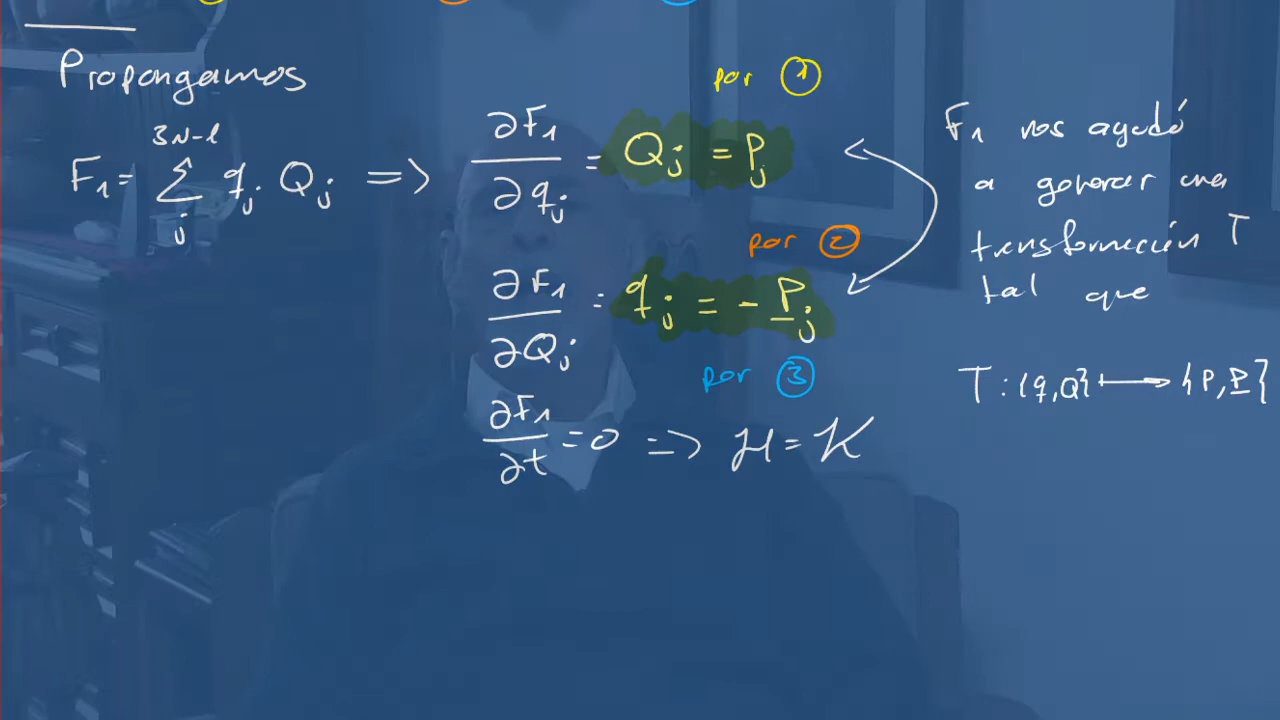 Propongamos
F₁ = Σ_j^{3N-l} q_j Q_j => ∂F₁/∂q_j = Q_j = p_j
por ①
∂F₁/∂Q_j = q_j = - P_j
por ②
∂F₁/∂t = 0 => H = K
por ③
F₁ nos ayudó
a generar una
transformación T
tal que
T : {q,Q} ⟼ {p,P}